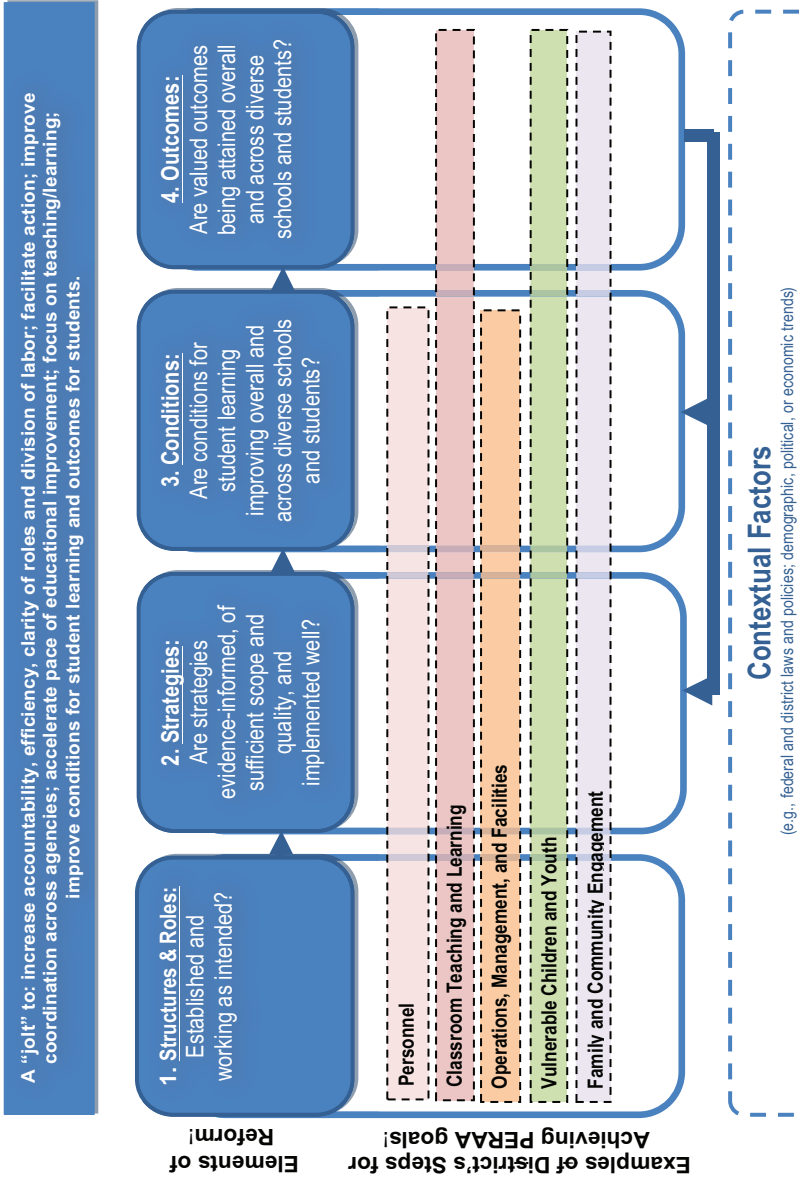 A “jolt” to: increase accountability, efficiency, clarity of roles and division of labor; facilitate action; improve
coordination across agencies; accelerate pace of educational improvement; focus on teaching/learning;
improve conditions for student learning and outcomes for students.
Elements of
Reform!
1. Structures & Roles:
Established and
working as intended?
2. Strategies:
Are strategies
evidence-informed, of
sufficient scope and
quality, and
implemented well?
3. Conditions:
Are conditions for
student learning
improving overall and
across diverse schools
and students?
4. Outcomes:
Are valued outcomes
being attained overall
and across diverse
schools and students?
Examples of District’s Steps for
Achieving PERAA goals!
Personnel
Classroom Teaching and Learning
Operations, Management, and Facilities
Vulnerable Children and Youth
Family and Community Engagement
Contextual Factors
(e.g., federal and district laws and policies; demographic, political, or economic trends)